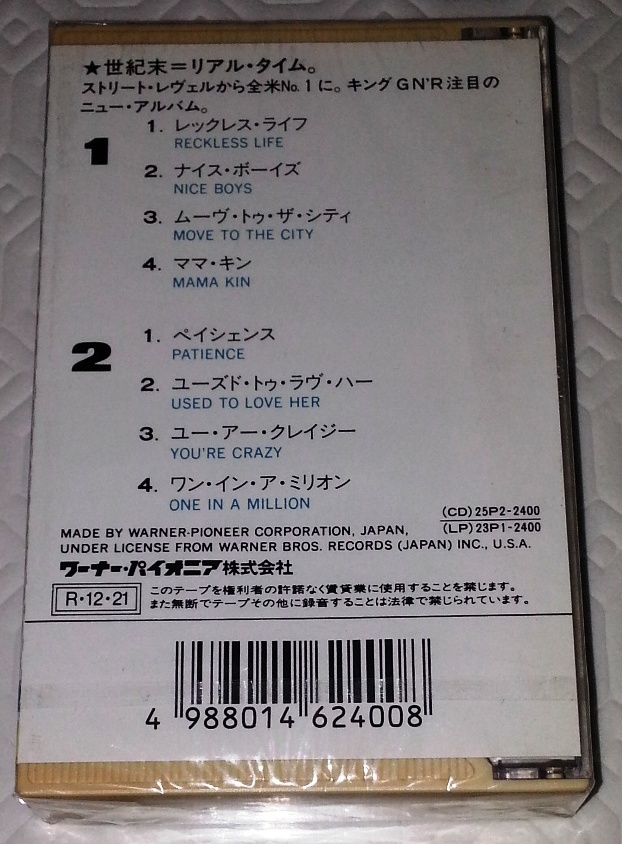 ★世紀末＝リアル・タイム。
ストリート・レヴェルから全米No.1に。キングGN'R注目の
ニュー・アルバム。
1
1. レックレス・ライフ
RECKLESS LIFE
2. ナイス・ボーイズ
NICE BOYS
3. ムーヴ・トゥ・ザ・シティ
MOVE TO THE CITY
4. ママ・キン
MAMA KIN
2
1. ペイシェンス
PATIENCE
2. ユーズド・トゥ・ラヴ・ハー
USED TO LOVE HER
3. ユー・アー・クレイジー
YOU'RE CRAZY
4. ワン・イン・ア・ミリオン
ONE IN A MILLION
(CD)25P2-2400
(LP)23P1-2400
MADE BY WARNER-PIONEER CORPORATION, JAPAN,
UNDER LICENSE FROM WARNER BROS. RECORDS (JAPAN) INC., U.S.A.
ワーナー・パイオニア株式会社
R・12・21
このテープを権利者の許諾なく賃貸業に使用することを禁じます。
また無断でテープその他に録音することは法律で禁じられています。
4 988014 624008